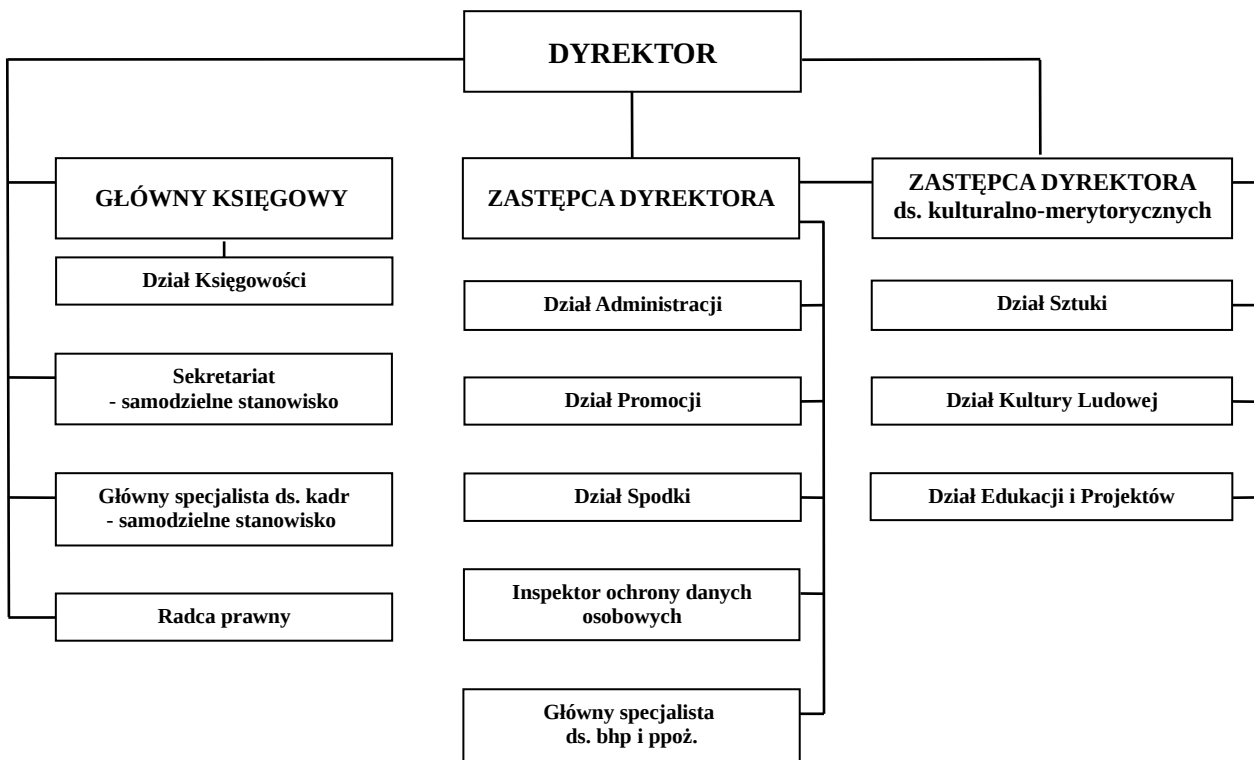 DYREKTOR
GŁÓWNY KSIĘGOWY
ZASTĘPCA DYREKTORA
ZASTĘPCA DYREKTORA
ds. kulturalno-merytorycznych
Dział Księgowości
Dział Administracji
Dział Sztuki
Sekretariat
- samodzielne stanowisko
Dział Promocji
Dział Kultury Ludowej
Główny specjalista ds. kadr
- samodzielne stanowisko
Dział Spodki
Dział Edukacji i Projektów
Inspektor ochrony danych
osobowych
Radca prawny
Główny specjalista
ds. bhp i ppoż.